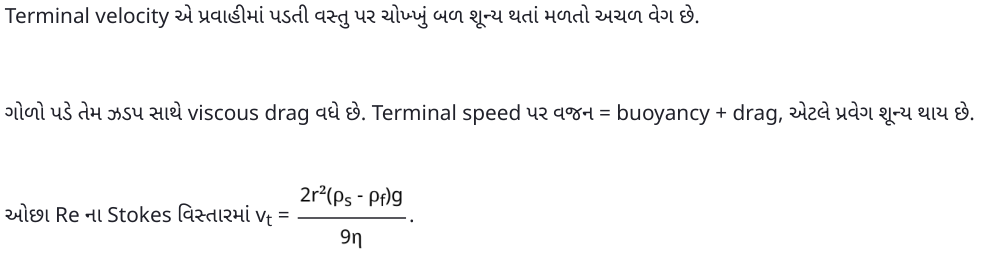 Terminal velocity એ પ્રવાહીમાં પડતી વસ્તુ પર ચોખ્ખું બળ શૂન્ય થતાં મળતો અચળ વેગ છે.
ગોળો પડે તેમ ઝડપ સાથે viscous drag વધે છે. Terminal speed પર વજન = buoyancy + drag, એટલે પ્રવેગ શૂન્ય થાય છે.
ઓછા Re ના Stokes વિસ્તારમાં vₜ = 2r²(ρₛ - ρf)g / 9η.